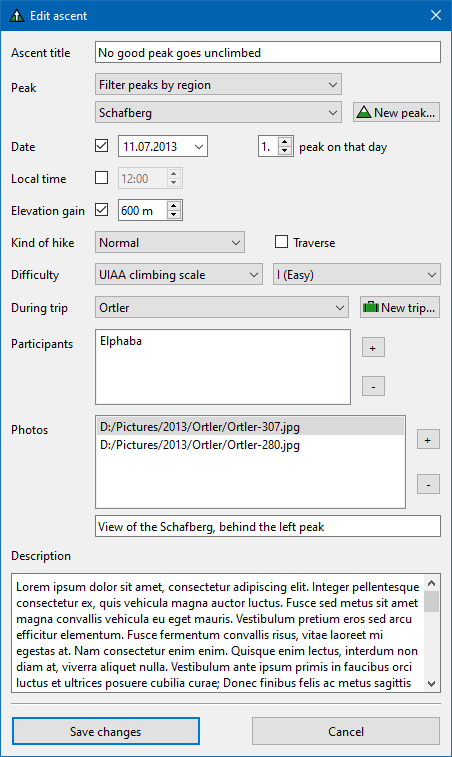 Edit ascent
Ascent title No good peak goes unclimbed
Peak Filter peaks by region
Schafberg New peak...
Date 11.07.2013 1. peak on that day
Local time 12:00
Elevation gain 600 m
Kind of hike Normal Traverse
Difficulty UIAA climbing scale I (Easy)
During trip Ortler New trip...
Participants Elphaba
+
-
Photos D:/Pictures/2013/Ortler/Ortler-307.jpg
D:/Pictures/2013/Ortler/Ortler-280.jpg
+
-
View of the Schafberg, behind the left peak
Description
Lorem ipsum dolor sit amet, consectetur adipiscing elit. Integer pellentesque
consectetur ex, quis vehicula magna auctor luctus. Fusce sed metus sit amet
magna convallis vehicula eu eget mauris. Vestibulum pretium eros sed arcu
efficitur elementum. Fusce fermentum convallis risus, vitae laoreet mi
egestas at. Nam consectetur enim enim. Quisque enim lectus, interdum non
diam at, viverra aliquet nulla. Vestibulum ante ipsum primis in faucibus orci
luctus et ultrices posuere cubilia curae; Donec finibus felis ac metus sagittis
Save changes Cancel